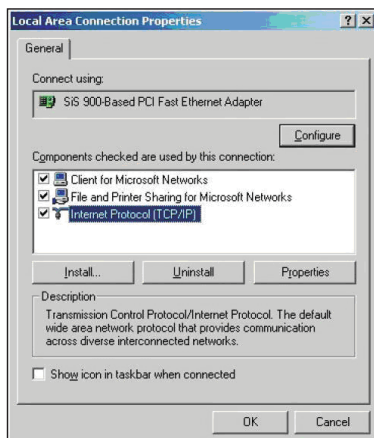 Local Area Connection Properties
General
Connect using:
SiS 900-Based PCI Fast Ethernet Adapter
Configure
Components checked are used by this connection:
Client for Microsoft Networks
File and Printer Sharing for Microsoft Networks
Internet Protocol (TCP/IP)
Install...
Uninstall
Properties
Description
Transmission Control Protocol/Internet Protocol. The default
wide area network protocol that provides communication
across diverse interconnected networks.
Show icon in taskbar when connected
OK
Cancel